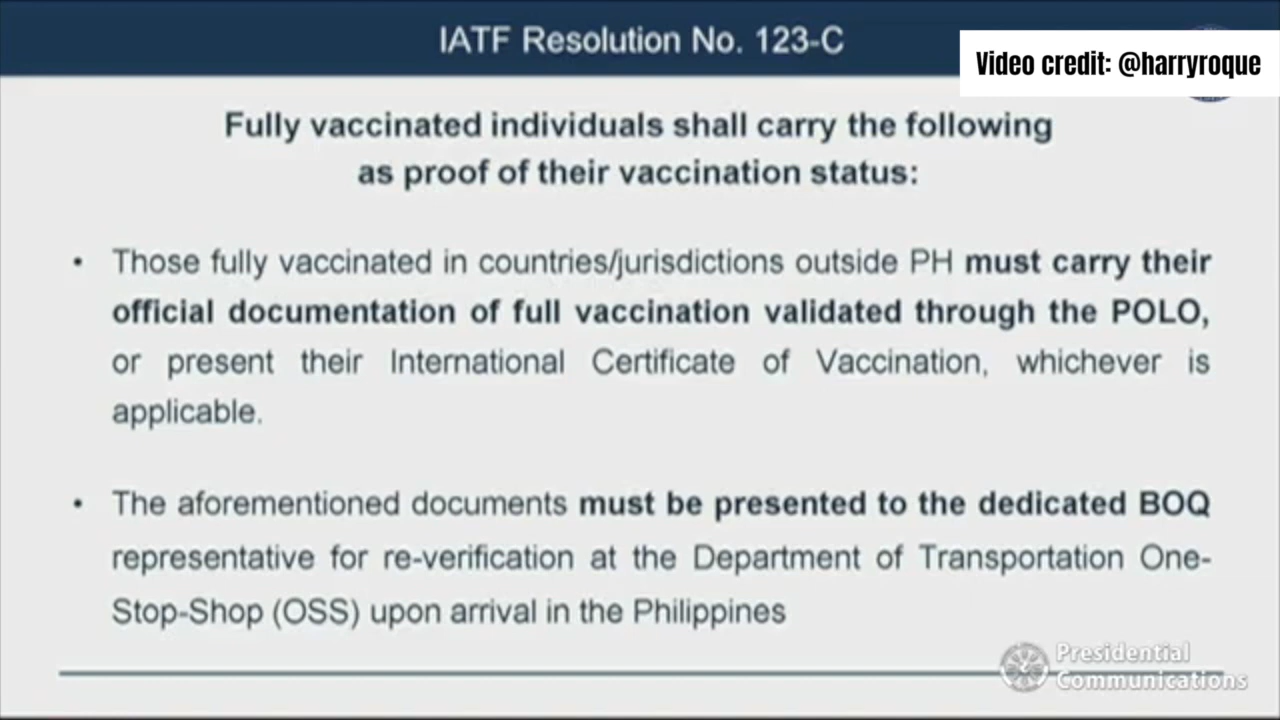 IATF Resolution No. 123-C
Video credit: @harryroque
Fully vaccinated individuals shall carry the following
as proof of their vaccination status:
• Those fully vaccinated in countries/jurisdictions outside PH must carry their
official documentation of full vaccination validated through the POLO,
or present their International Certificate of Vaccination, whichever is
applicable.
• The aforementioned documents must be presented to the dedicated BOQ
representative for re-verification at the Department of Transportation One-
Stop-Shop (OSS) upon arrival in the Philippines
Presidential
Communications